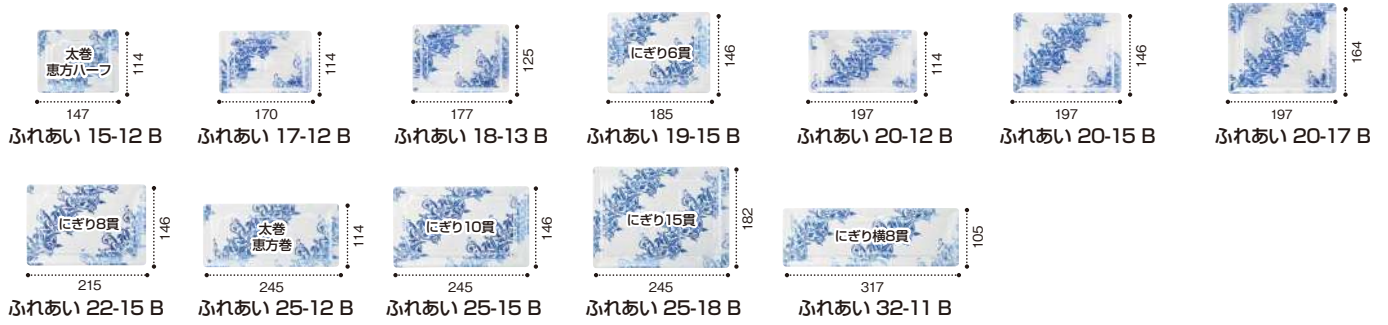 太巻
恵方ハーフ
114
147
ふれあい 15-12 B
114
170
ふれあい 17-12 B
125
177
ふれあい 18-13 B
にぎり6貫
146
185
ふれあい 19-15 B
114
197
ふれあい 20-12 B
146
197
ふれあい 20-15 B
164
197
ふれあい 20-17 B
にぎり8貫
146
215
ふれあい 22-15 B
太巻
恵方巻
114
245
ふれあい 25-12 B
にぎり10貫
146
245
ふれあい 25-15 B
にぎり15貫
182
245
ふれあい 25-18 B
にぎり横8貫
105
317
ふれあい 32-11 B